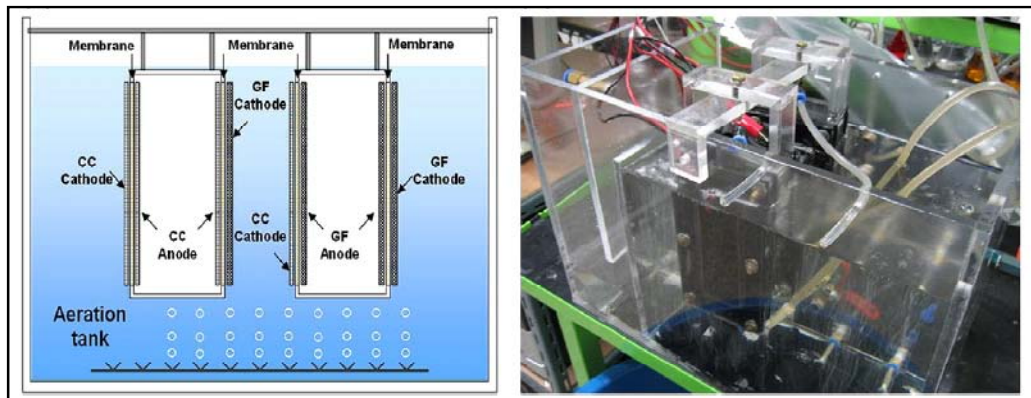 Membrane
Membrane
Membrane
GF
Cathode
CC
Cathode
GF
Cathode
CC
Anode
CC
Cathode
GF
Anode
Aeration
tank